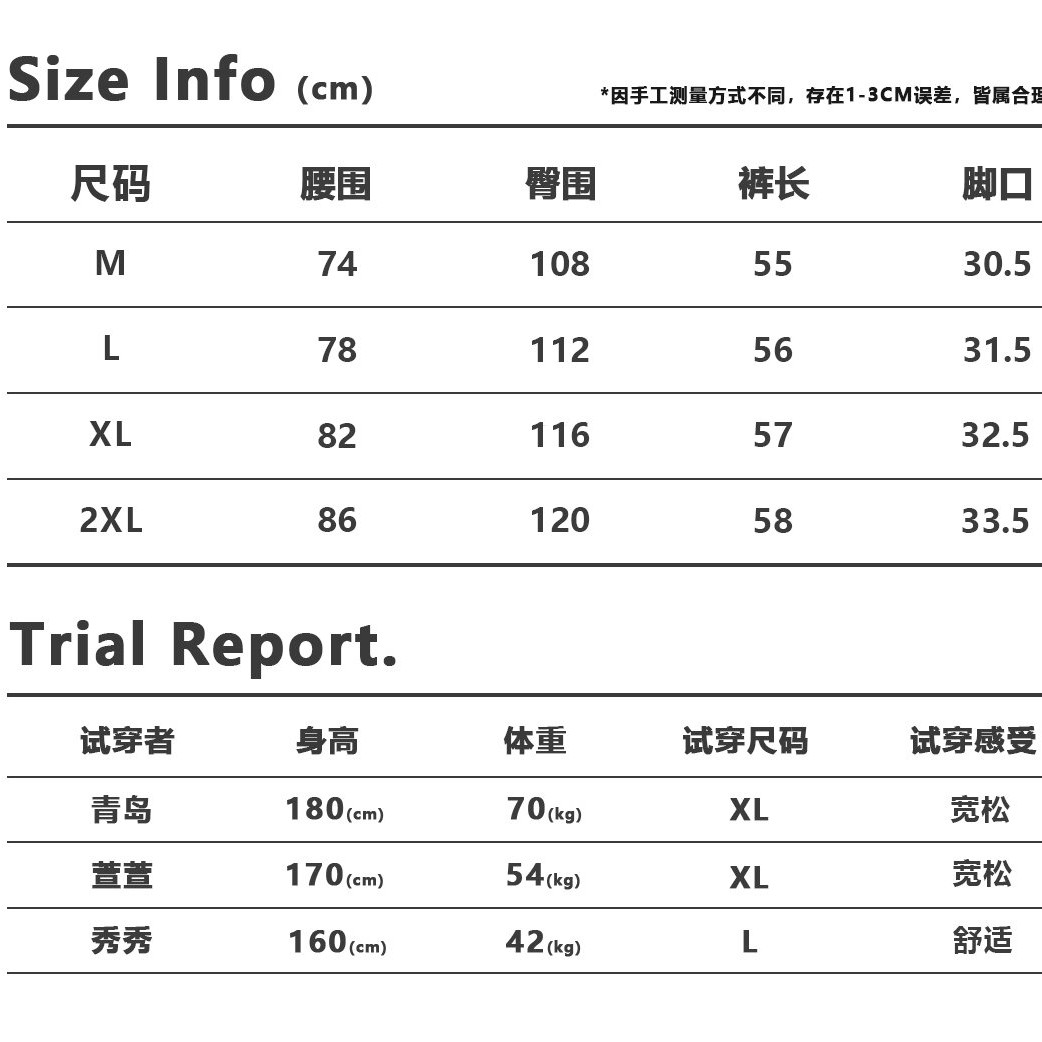 Size Info (cm)
*因手工测量方式不同，存在1-3CM误差，皆属合理
尺码 腰围 臀围 裤长 脚口
M 74 108 55 30.5
L 78 112 56 31.5
XL 82 116 57 32.5
2XL 86 120 58 33.5
Trial Report.
试穿者 身高 体重 试穿尺码 试穿感受
青岛 180(cm) 70(kg) XL 宽松
萱萱 170(cm) 54(kg) XL 宽松
秀秀 160(cm) 42(kg) L 舒适